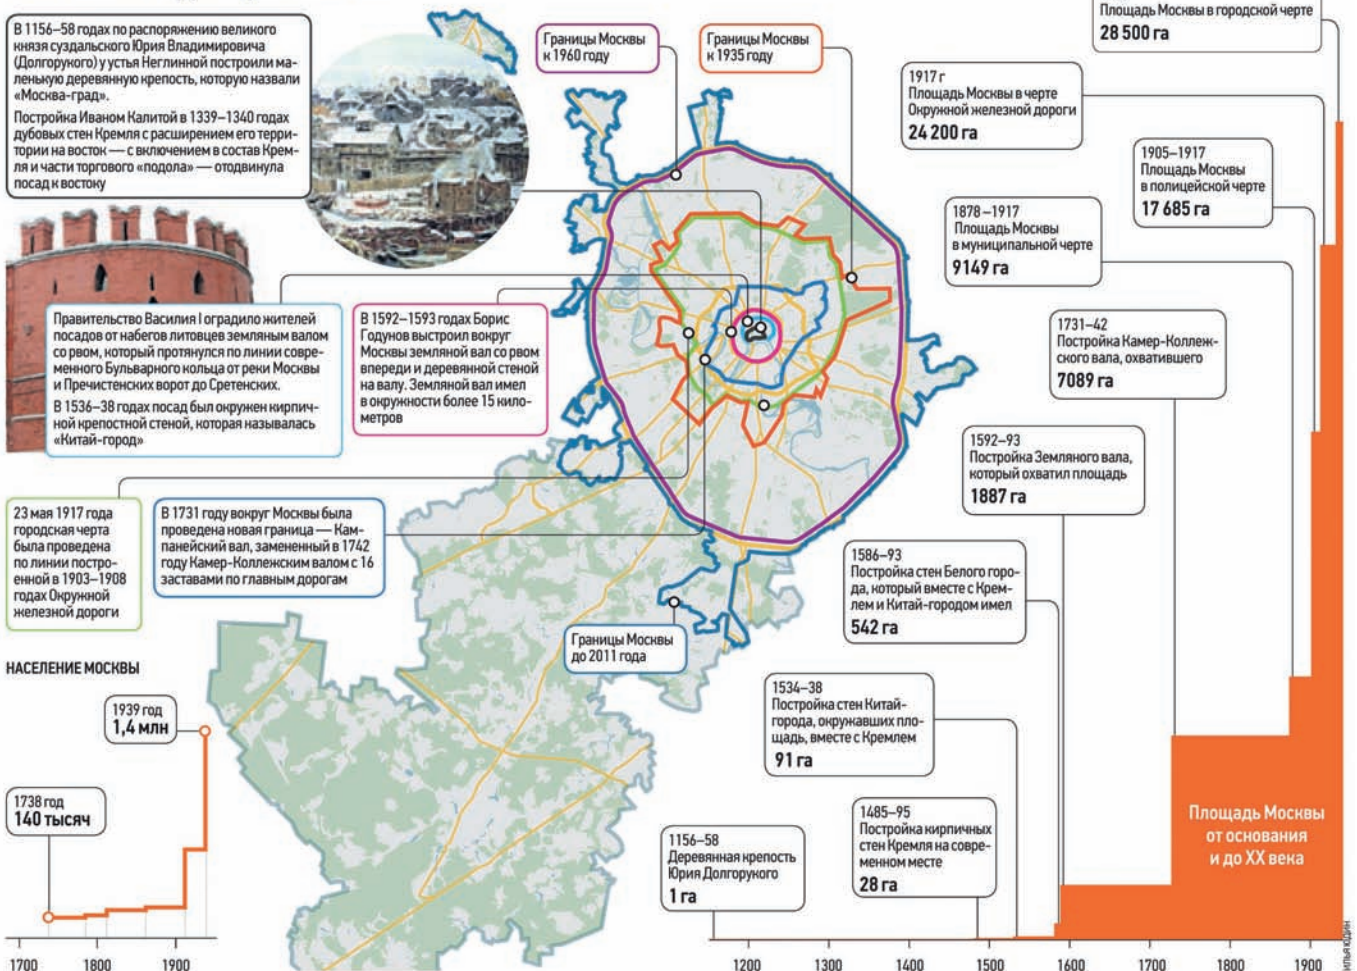 В 1156–58 годах по распоряжению великого
князя суздальского Юрия Владимировича
(Долгорукого) у устья Неглинной построили ма-
ленькую деревянную крепость, которую назвали
«Москва-град».
Постройка Иваном Калитой в 1339–1340 годах
дубовых стен Кремля с расширением его терри-
тории на восток — с включением в состав Крем-
ля и части торгового «подола» — отодвинула
посад к востоку
Границы Москвы
к 1960 году
Границы Москвы
к 1935 году
Площадь Москвы в городской черте
28 500 га
1917 г
Площадь Москвы в черте
Окружной железной дороги
24 200 га
1905–1917
Площадь Москвы
в полицейской черте
17 685 га
1878–1917
Площадь Москвы
в муниципальной черте
9149 га
Правительство Василия I оградило жителей
посадов от набегов литовцев земляным валом
со рвом, который протянулся по линии совре-
менного Бульварного кольца от реки Москвы
и Пречистенских ворот до Сретенских.
В 1536–38 годах посад был окружен кирпич-
ной крепостной стеной, которая называлась
«Китай-город»
В 1592–1593 годах Борис
Годунов выстроил вокруг
Москвы земляной вал со рвом
впереди и деревянной стеной
на валу. Земляной вал имел
в окружности более 15 кило-
метров
1731–42
Постройка Камер-Коллеж-
ского вала, охватившего
7089 га
1592–93
Постройка Земляного вала,
который охватил площадь
1887 га
23 мая 1917 года
городская черта
была проведена
по линии постро-
енной в 1903–1908
годах Окружной
железной дороги
В 1731 году вокруг Москвы была
проведена новая граница — Кам-
панейский вал, замененный в 1742
году Камер-Коллежским валом с 16
заставами по главным дорогам
1586–93
Постройка стен Белого горо-
да, который вместе с Крем-
лем и Китай-городом имел
542 га
Границы Москвы
до 2011 года
НАСЕЛЕНИЕ МОСКВЫ
1939 год
1,4 млн
1738 год
140 тысяч
1700 1800 1900
1534–38
Постройка стен Китай-
города, окружавших пло-
щадь, вместе с Кремлем
91 га
1485–95
Постройка кирпичных
стен Кремля на совре-
менном месте
28 га
1156–58
Деревянная крепость
Юрия Долгорукого
1 га
Площадь Москвы
от основания
и до XX века
1200 1300 1400 1500 1600 1700 1800 1900
ИЛЬЯ ЮДИН